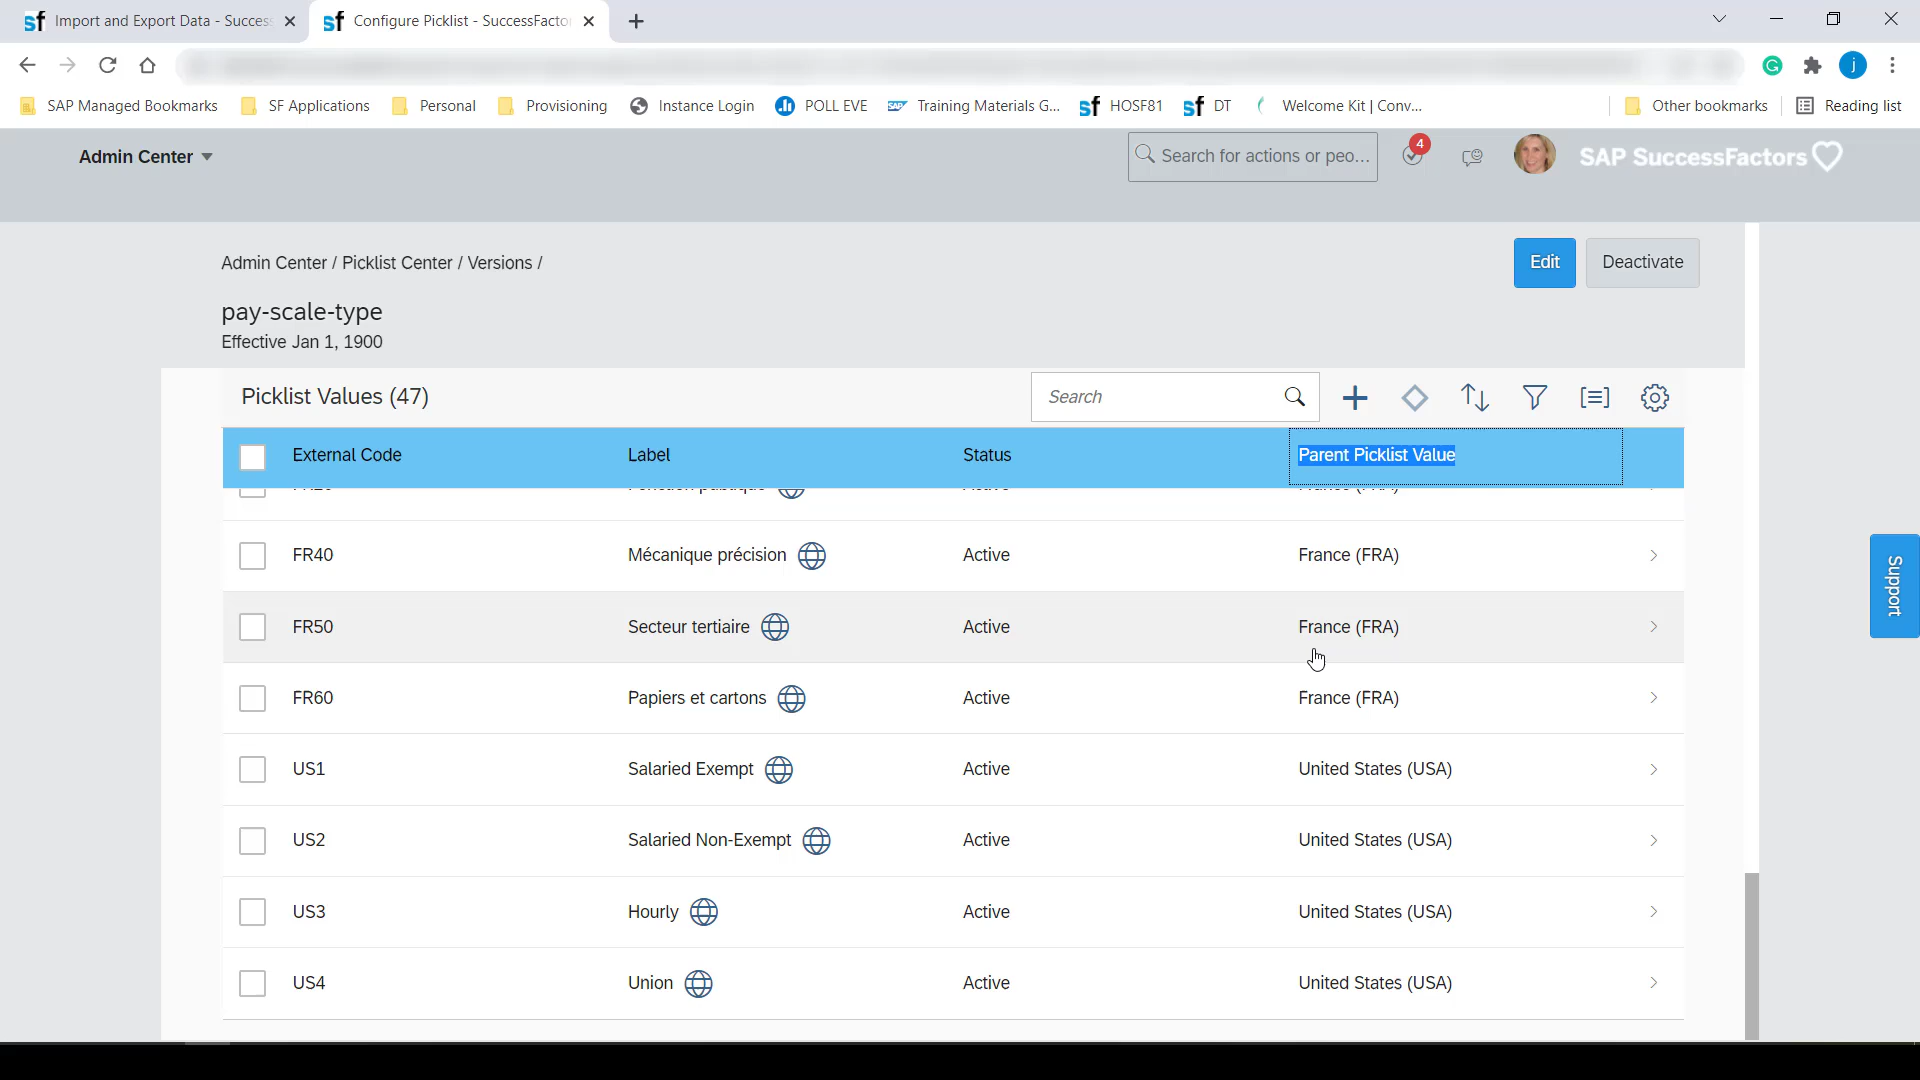 sf Import and Export Data - Succes
sf Configure Picklist - SuccessFacto
j
SAP Managed Bookmarks
SF Applications
Personal
Provisioning
Instance Login
POLL EVE
SAP Training Materials G...
sf HOSF81
sf DT
Welcome Kit | Conv...
Other bookmarks
Reading list
Admin Center
Search for actions or peo...
4
SAP SuccessFactors
Admin Center / Picklist Center / Versions /
Edit
Deactivate
pay-scale-type
Effective Jan 1, 1900
Picklist Values (47)
Search
External Code Label Status Parent Picklist Value
FR40 Mécanique précision Active France (FRA)
FR50 Secteur tertiaire Active France (FRA)
FR60 Papiers et cartons Active France (FRA)
US1 Salaried Exempt Active United States (USA)
US2 Salaried Non-Exempt Active United States (USA)
US3 Hourly Active United States (USA)
US4 Union Active United States (USA)
Support